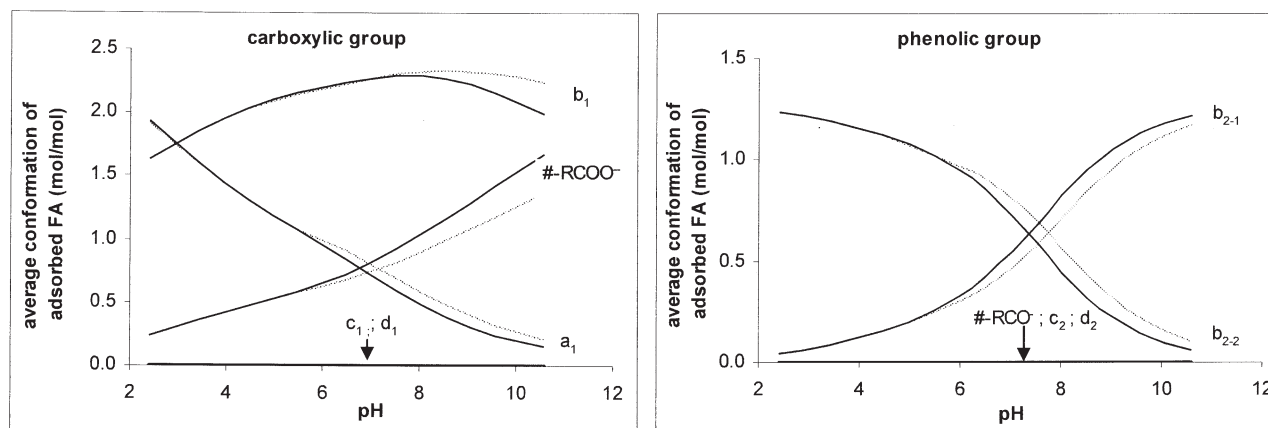 carboxylic group
average conformation of
adsorbed FA (mol/mol)
2.5
2.0
1.5
1.0
0.5
0.0
b₁
#-RCOO⁻
c₁ ; d₁
a₁
2 4 6 8 10 12
pH
phenolic group
average conformation of
adsorbed FA (mol/mol)
1.5
1.0
0.5
0.0
b₂₋₁
#-RCO⁻ ; c₂ ; d₂
b₂₋₂
2 4 6 8 10 12
pH